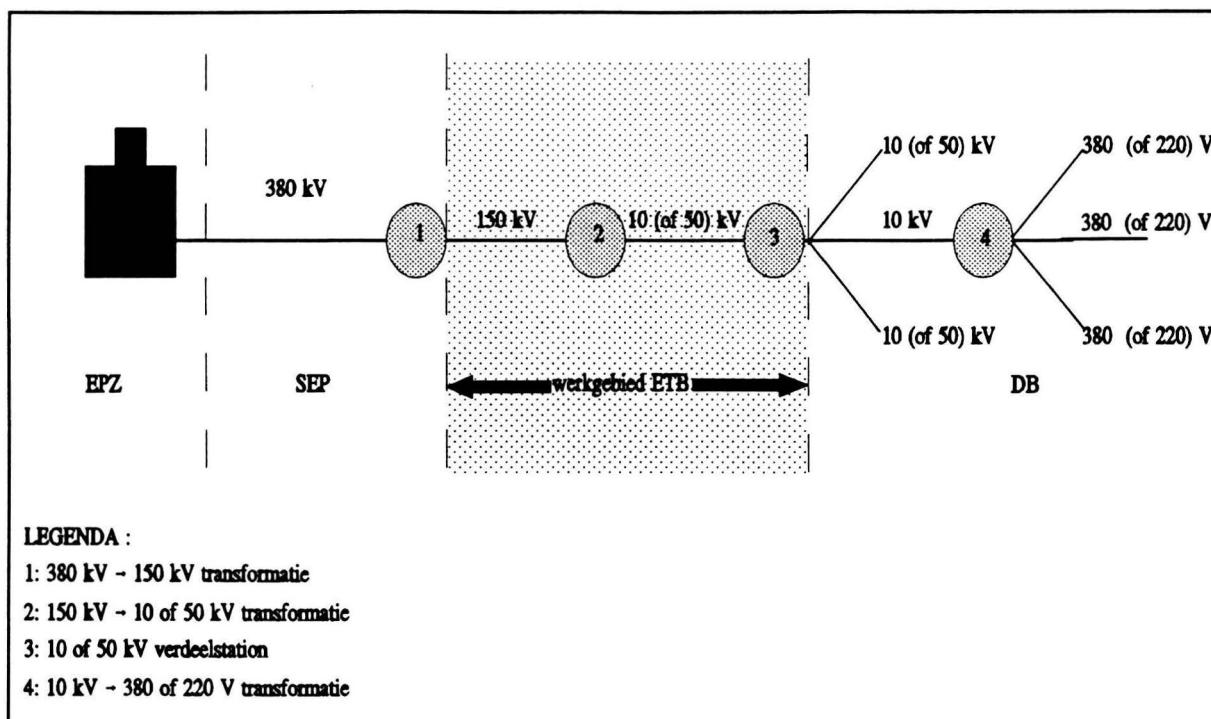 10 (of 50) kV
380 (of 220) V
380 kV
1
150 kV
2
10 (of 50) kV
3
10 kV
4
380 (of 220) V
10 (of 50) kV
380 (of 220) V
EPZ
SEP
werkgebied ETB
DB
LEGENDA :
1: 380 kV - 150 kV transformatie
2: 150 kV - 10 of 50 kV transformatie
3: 10 of 50 kV verdeelstation
4: 10 kV - 380 of 220 V transformatie